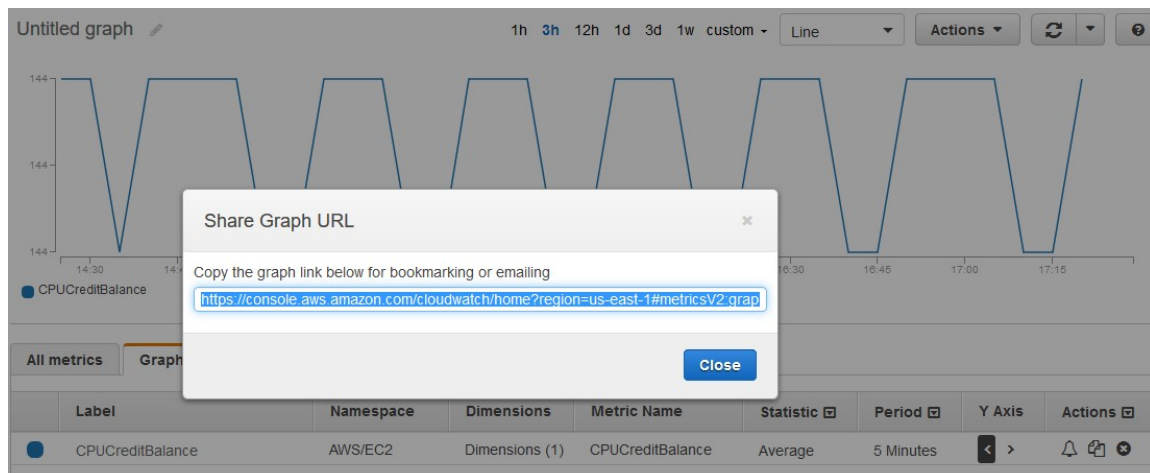 Untitled graph 1h 3h 12h 1d 3d 1w custom Line Actions
144
144
144
14:30 16:30 16:45 17:00 17:15
CPUCreditBalance
Share Graph URL
Copy the graph link below for bookmarking or emailing
https://console.aws.amazon.com/cloudwatch/home?region=us-east-1#metricsV2:grap
Close
All metrics Graph
Label Namespace Dimensions Metric Name Statistic Period Y Axis Actions
CPUCreditBalance AWS/EC2 Dimensions (1) CPUCreditBalance Average 5 Minutes < >